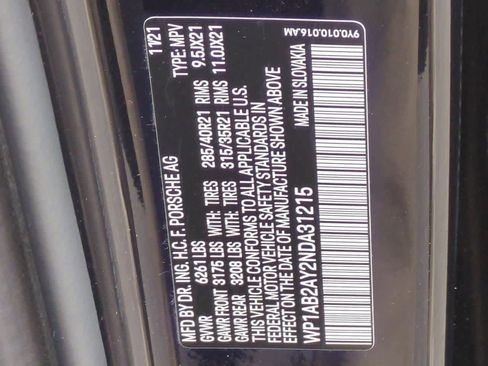 MFD BY DR. ING. H.C. F. PORSCHE AG 11/21
GVWR 6261 LBS TYPE: MPV
GAWR FRONT 3175 LBS WITH: TIRES 285/40R21 RIMS 9.5JX21
GAWR REAR 3208 LBS WITH: TIRES 315/35R21 RIMS 11.0JX21
THIS VEHICLE CONFORMS TO ALL APPLICABLE U.S.
FEDERAL MOTOR VEHICLE SAFETY STANDARDS IN
EFFECT ON THE DATE OF MANUFACTURE SHOWN ABOVE
WP1AB2AY2NDA31215 MADE IN SLOVAKIA
9Y0.010.016.AM